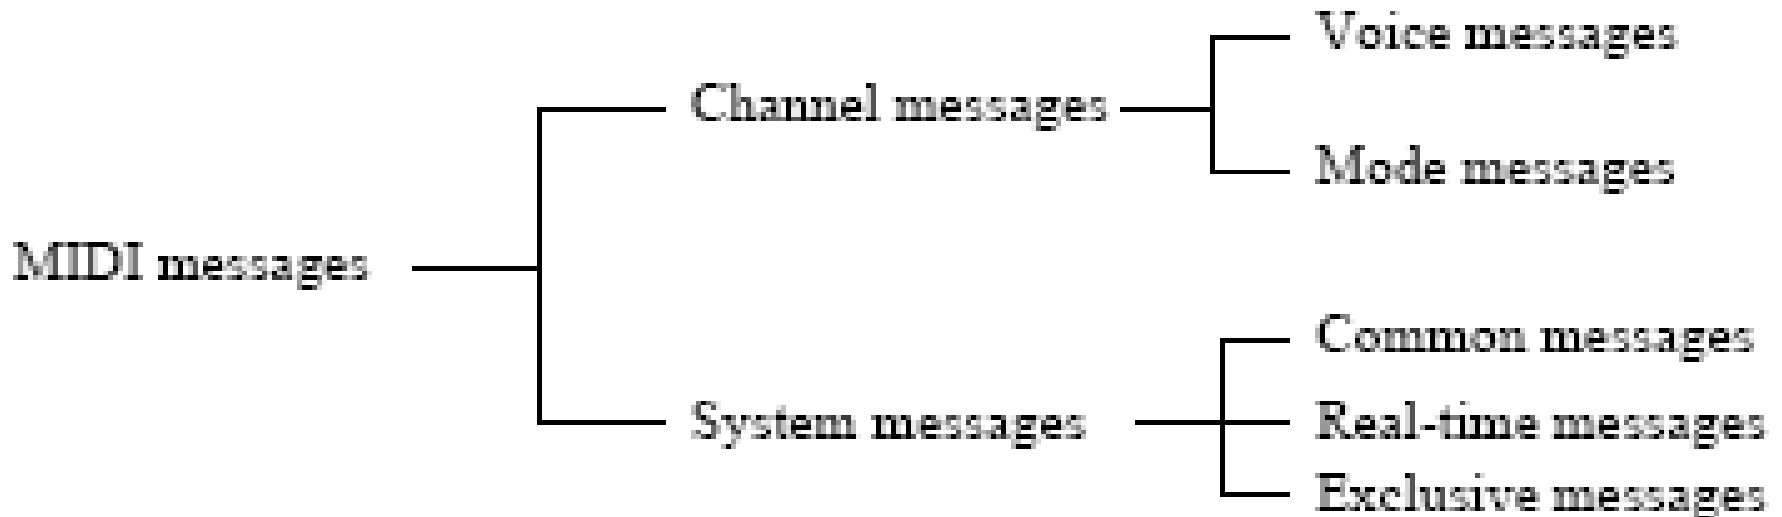 Voice messages
Channel messages
Mode messages
MIDI messages
Common messages
System messages
Real-time messages
Exclusive messages